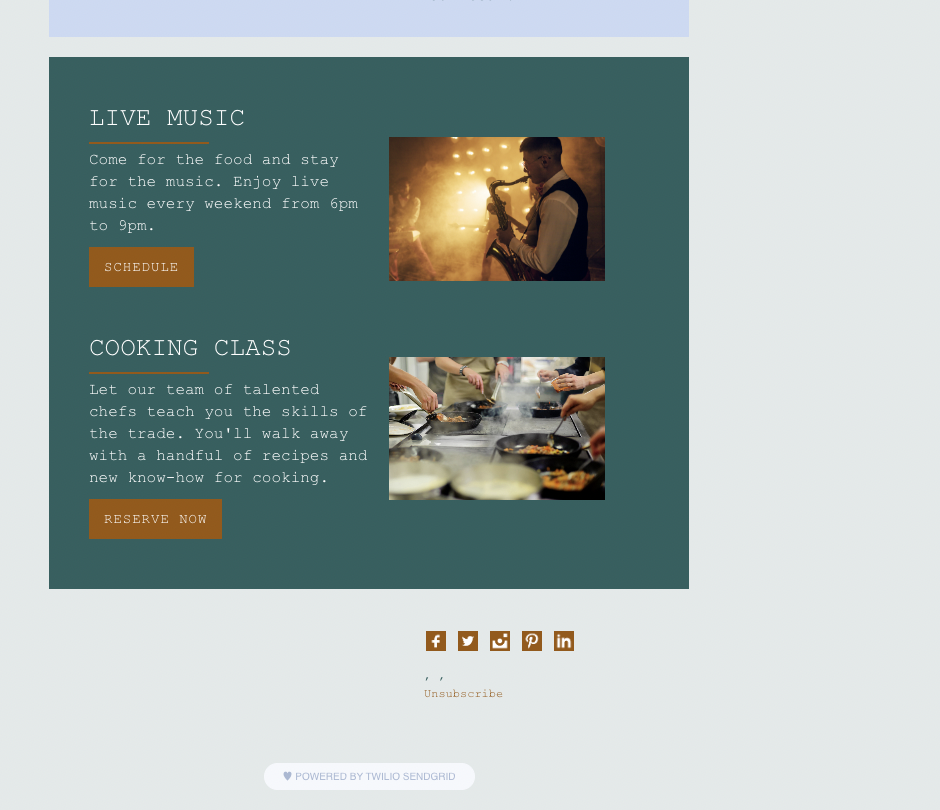 LIVE MUSIC
Come for the food and stay
for the music. Enjoy live
music every weekend from 6pm
to 9pm.
SCHEDULE
COOKING CLASS
Let our team of talented
chefs teach you the skills of
the trade. You'll walk away
with a handful of recipes and
new know-how for cooking.
RESERVE NOW
, ,
Unsubscribe
POWERED BY TWILIO SENDGRID